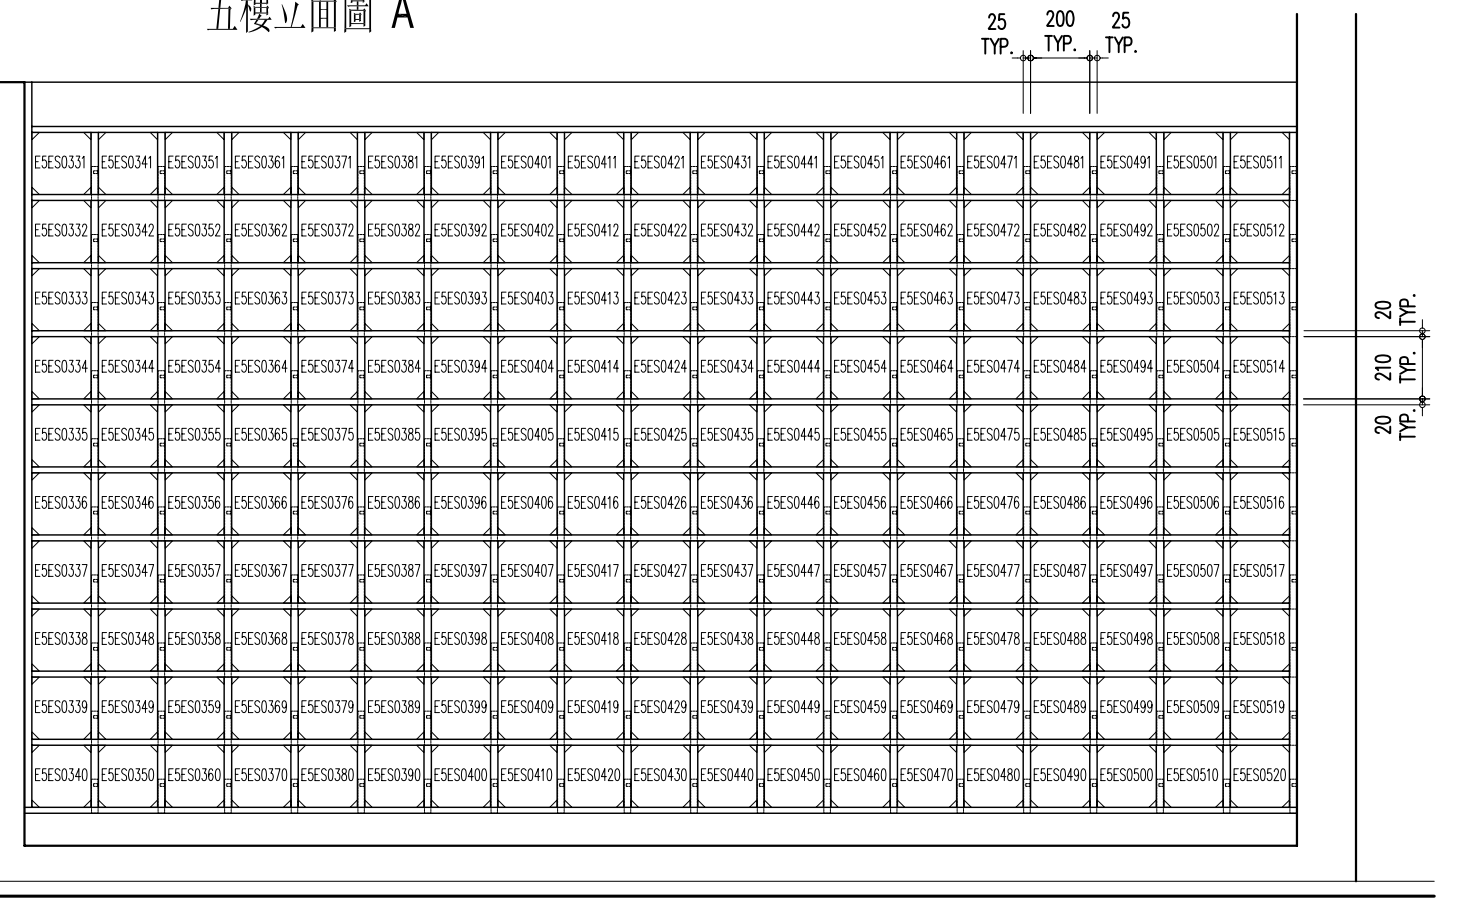 五樓立面圖 A
25 200 25
TYP. TYP. TYP.
E5ES0331 E5ES0341 E5ES0351 E5ES0361 E5ES0371 E5ES0381 E5ES0391 E5ES0401 E5ES0411 E5ES0421 E5ES0431 E5ES0441 E5ES0451 E5ES0461 E5ES0471 E5ES0481 E5ES0491 E5ES0501 E5ES0511
E5ES0332 E5ES0342 E5ES0352 E5ES0362 E5ES0372 E5ES0382 E5ES0392 E5ES0402 E5ES0412 E5ES0422 E5ES0432 E5ES0442 E5ES0452 E5ES0462 E5ES0472 E5ES0482 E5ES0492 E5ES0502 E5ES0512
E5ES0333 E5ES0343 E5ES0353 E5ES0363 E5ES0373 E5ES0383 E5ES0393 E5ES0403 E5ES0413 E5ES0423 E5ES0433 E5ES0443 E5ES0453 E5ES0463 E5ES0473 E5ES0483 E5ES0493 E5ES0503 E5ES0513
E5ES0334 E5ES0344 E5ES0354 E5ES0364 E5ES0374 E5ES0384 E5ES0394 E5ES0404 E5ES0414 E5ES0424 E5ES0434 E5ES0444 E5ES0454 E5ES0464 E5ES0474 E5ES0484 E5ES0494 E5ES0504 E5ES0514
E5ES0335 E5ES0345 E5ES0355 E5ES0365 E5ES0375 E5ES0385 E5ES0395 E5ES0405 E5ES0415 E5ES0425 E5ES0435 E5ES0445 E5ES0455 E5ES0465 E5ES0475 E5ES0485 E5ES0495 E5ES0505 E5ES0515
E5ES0336 E5ES0346 E5ES0356 E5ES0366 E5ES0376 E5ES0386 E5ES0396 E5ES0406 E5ES0416 E5ES0426 E5ES0436 E5ES0446 E5ES0456 E5ES0466 E5ES0476 E5ES0486 E5ES0496 E5ES0506 E5ES0516
E5ES0337 E5ES0347 E5ES0357 E5ES0367 E5ES0377 E5ES0387 E5ES0397 E5ES0407 E5ES0417 E5ES0427 E5ES0437 E5ES0447 E5ES0457 E5ES0467 E5ES0477 E5ES0487 E5ES0497 E5ES0507 E5ES0517
E5ES0338 E5ES0348 E5ES0358 E5ES0368 E5ES0378 E5ES0388 E5ES0398 E5ES0408 E5ES0418 E5ES0428 E5ES0438 E5ES0448 E5ES0458 E5ES0468 E5ES0478 E5ES0488 E5ES0498 E5ES0508 E5ES0518
E5ES0339 E5ES0349 E5ES0359 E5ES0369 E5ES0379 E5ES0389 E5ES0399 E5ES0409 E5ES0419 E5ES0429 E5ES0439 E5ES0449 E5ES0459 E5ES0469 E5ES0479 E5ES0489 E5ES0499 E5ES0509 E5ES0519
E5ES0340 E5ES0350 E5ES0360 E5ES0370 E5ES0380 E5ES0390 E5ES0400 E5ES0410 E5ES0420 E5ES0430 E5ES0440 E5ES0450 E5ES0460 E5ES0470 E5ES0480 E5ES0490 E5ES0500 E5ES0510 E5ES0520
20
TYP.
210
TYP.
20
TYP.